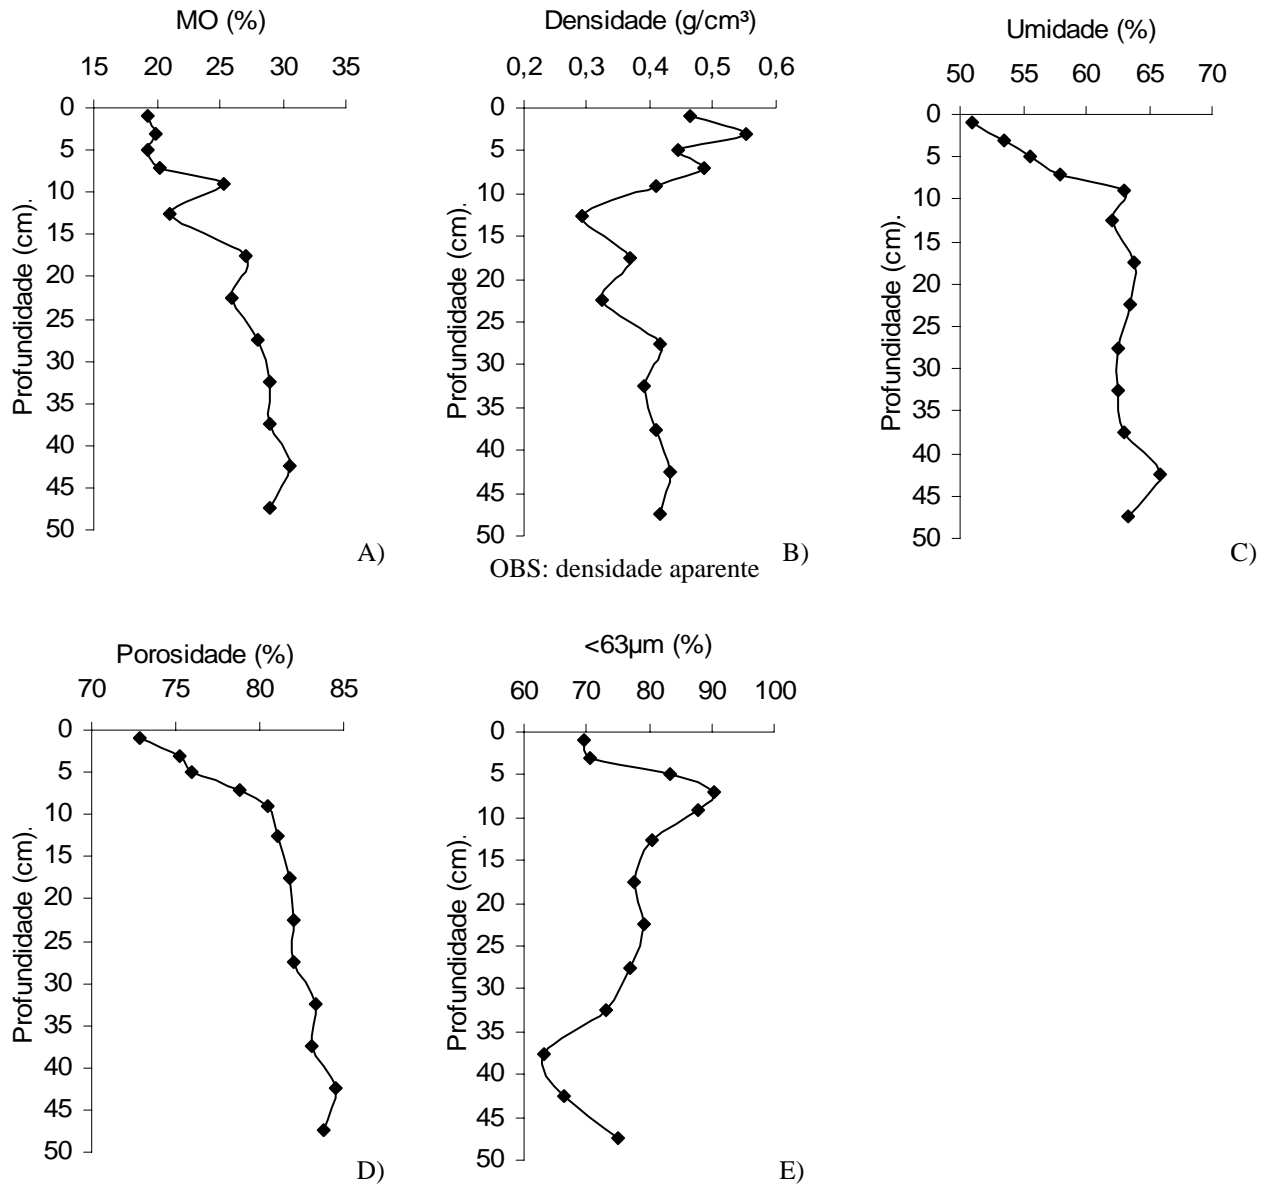 MO (%)
15 20 25 30 35
0
5
10
15
20
25
30
35
40
45
50
Profundidade (cm).
A)
Densidade (g/cm³)
0,2 0,3 0,4 0,5 0,6
0
5
10
15
20
25
30
35
40
45
50
Profundidade (cm).
B)
OBS: densidade aparente
Umidade (%)
50 55 60 65 70
0
5
10
15
20
25
30
35
40
45
50
Profundidade (cm).
C)
Porosidade (%)
70 75 80 85
0
5
10
15
20
25
30
35
40
45
50
Profundidade (cm).
D)
<63µm (%)
60 70 80 90 100
0
5
10
15
20
25
30
35
40
45
50
Profundidade (cm).
E)